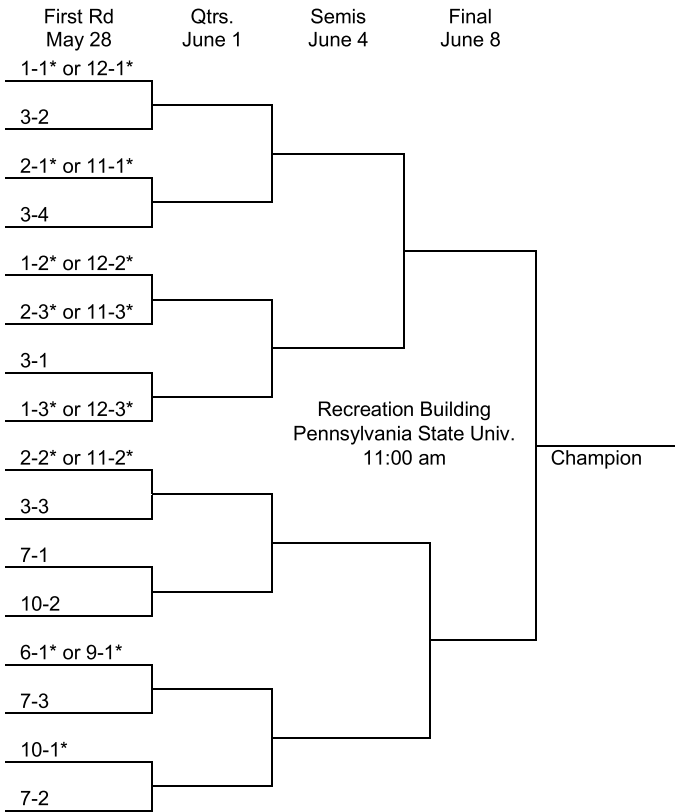 First Rd Qtrs. Semis Final
May 28 June 1 June 4 June 8
1-1* or 12-1*
3-2
2-1* or 11-1*
3-4
1-2* or 12-2*
2-3* or 11-3*
3-1
1-3* or 12-3*
Recreation Building
Pennsylvania State Univ.
11:00 am
2-2* or 11-2*
Champion
3-3
7-1
10-2
6-1* or 9-1*
7-3
10-1*
7-2